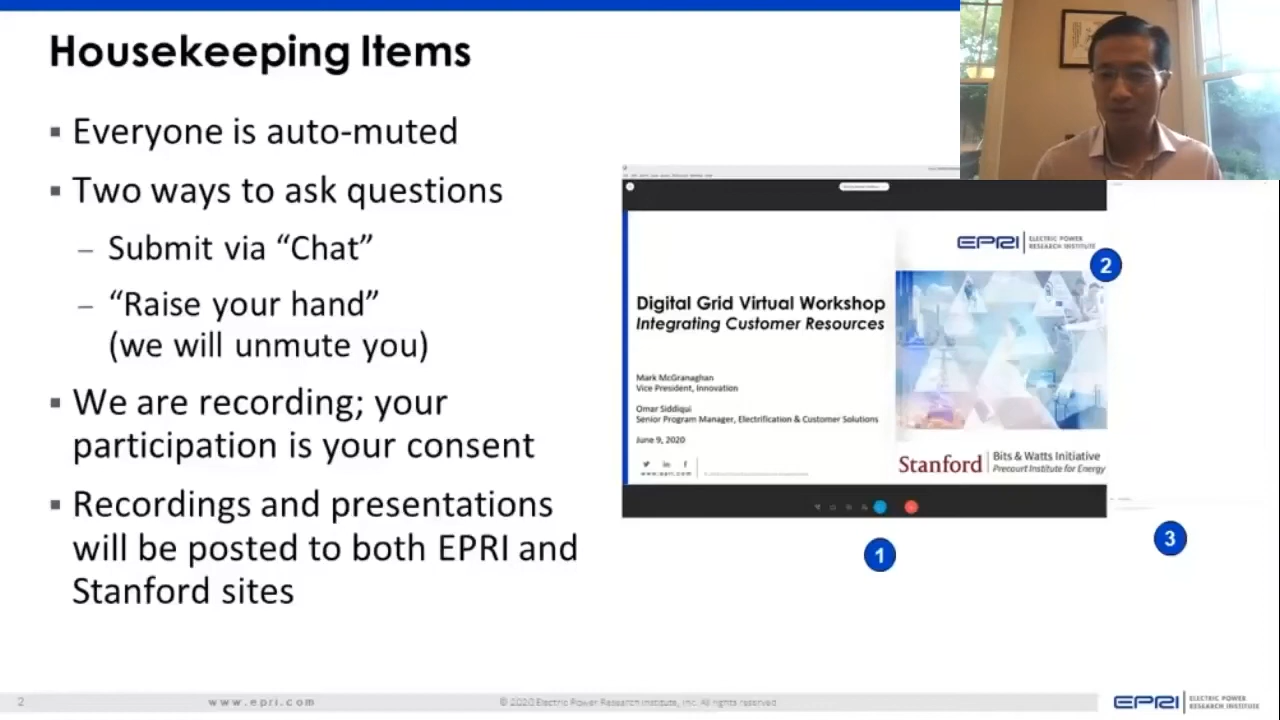 Housekeeping Items
▪ Everyone is auto-muted
▪ Two ways to ask questions
– Submit via “Chat”
– “Raise your hand”
(we will unmute you)
▪ We are recording; your
participation is your consent
▪ Recordings and presentations
will be posted to both EPRI and
Stanford sites
EPRI | ELECTRIC POWER
RESEARCH INSTITUTE
2
Digital Grid Virtual Workshop
Integrating Customer Resources
Mark McGranaghan
Vice President, Innovation
Omar Siddiqui
Senior Program Manager, Electrification & Customer Solutions
June 9, 2020
www.epri.com
Stanford | Bits & Watts Initiative
Precourt Institute for Energy
1
3
2
www.epri.com
© 2020 Electric Power Research Institute, Inc. All rights reserved.
EPRI | ELECTRIC POWER
RESEARCH INSTITUTE